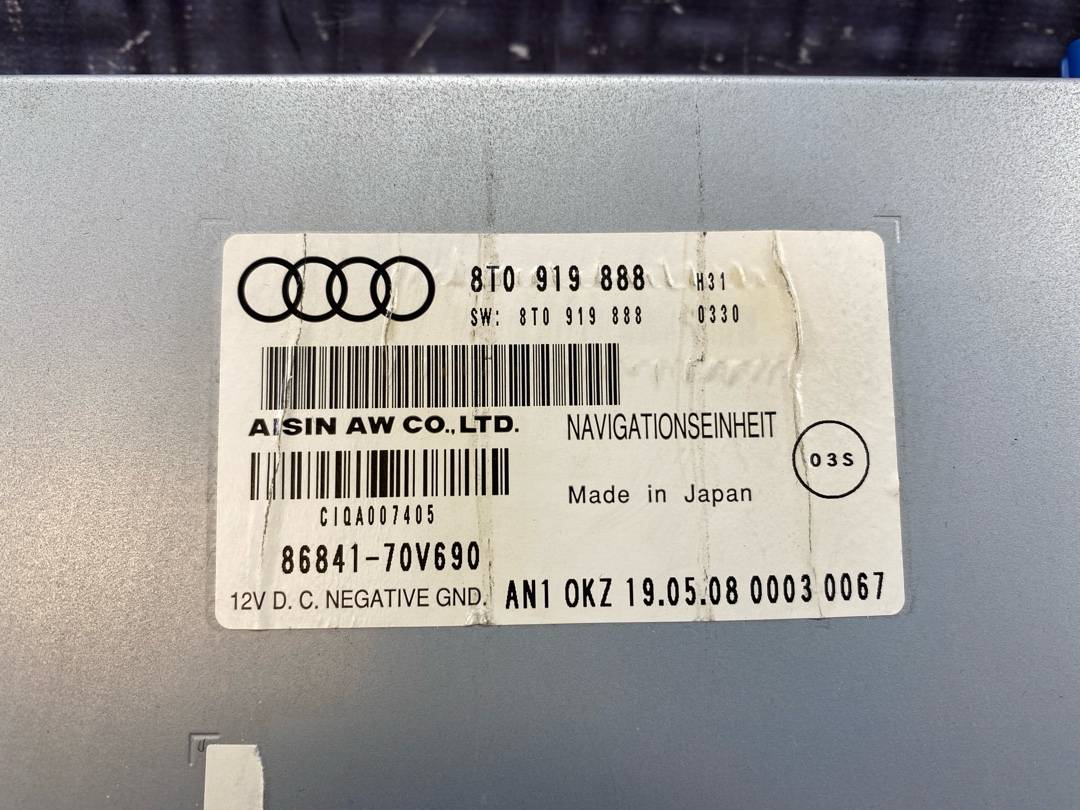 8T0 919 888 H31
SW: 8T0 919 888 0330
AISIN AW CO.,LTD.
NAVIGATIONSEINHEIT
03S
Made in Japan
CIQA007405
86841-70V690
12V D. C. NEGATIVE GND.
AN1 OKZ 19.05.08 0003 0067